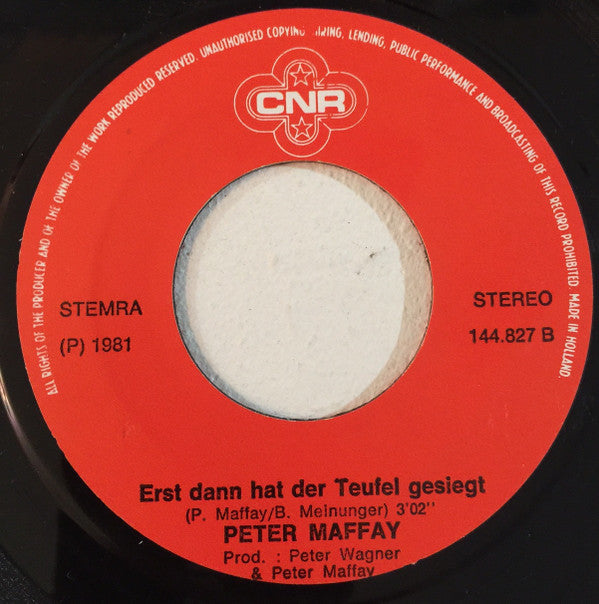 ALL RIGHTS OF THE PRODUCER AND OF THE OWNER OF THE WORK REPRODUCED RESERVED. UNAUTHORISED COPYING HIRING, LENDING, PUBLIC PERFORMANCE AND BROADCASTING OF THIS RECORD PROHIBITED. MADE IN HOLLAND.
CNR
STEMRA
(P) 1981
STEREO
144.827 B
Erst dann hat der Teufel gesiegt
(P. Maffay/B. Meinunger) 3'02"
PETER MAFFAY
Prod. : Peter Wagner
& Peter Maffay